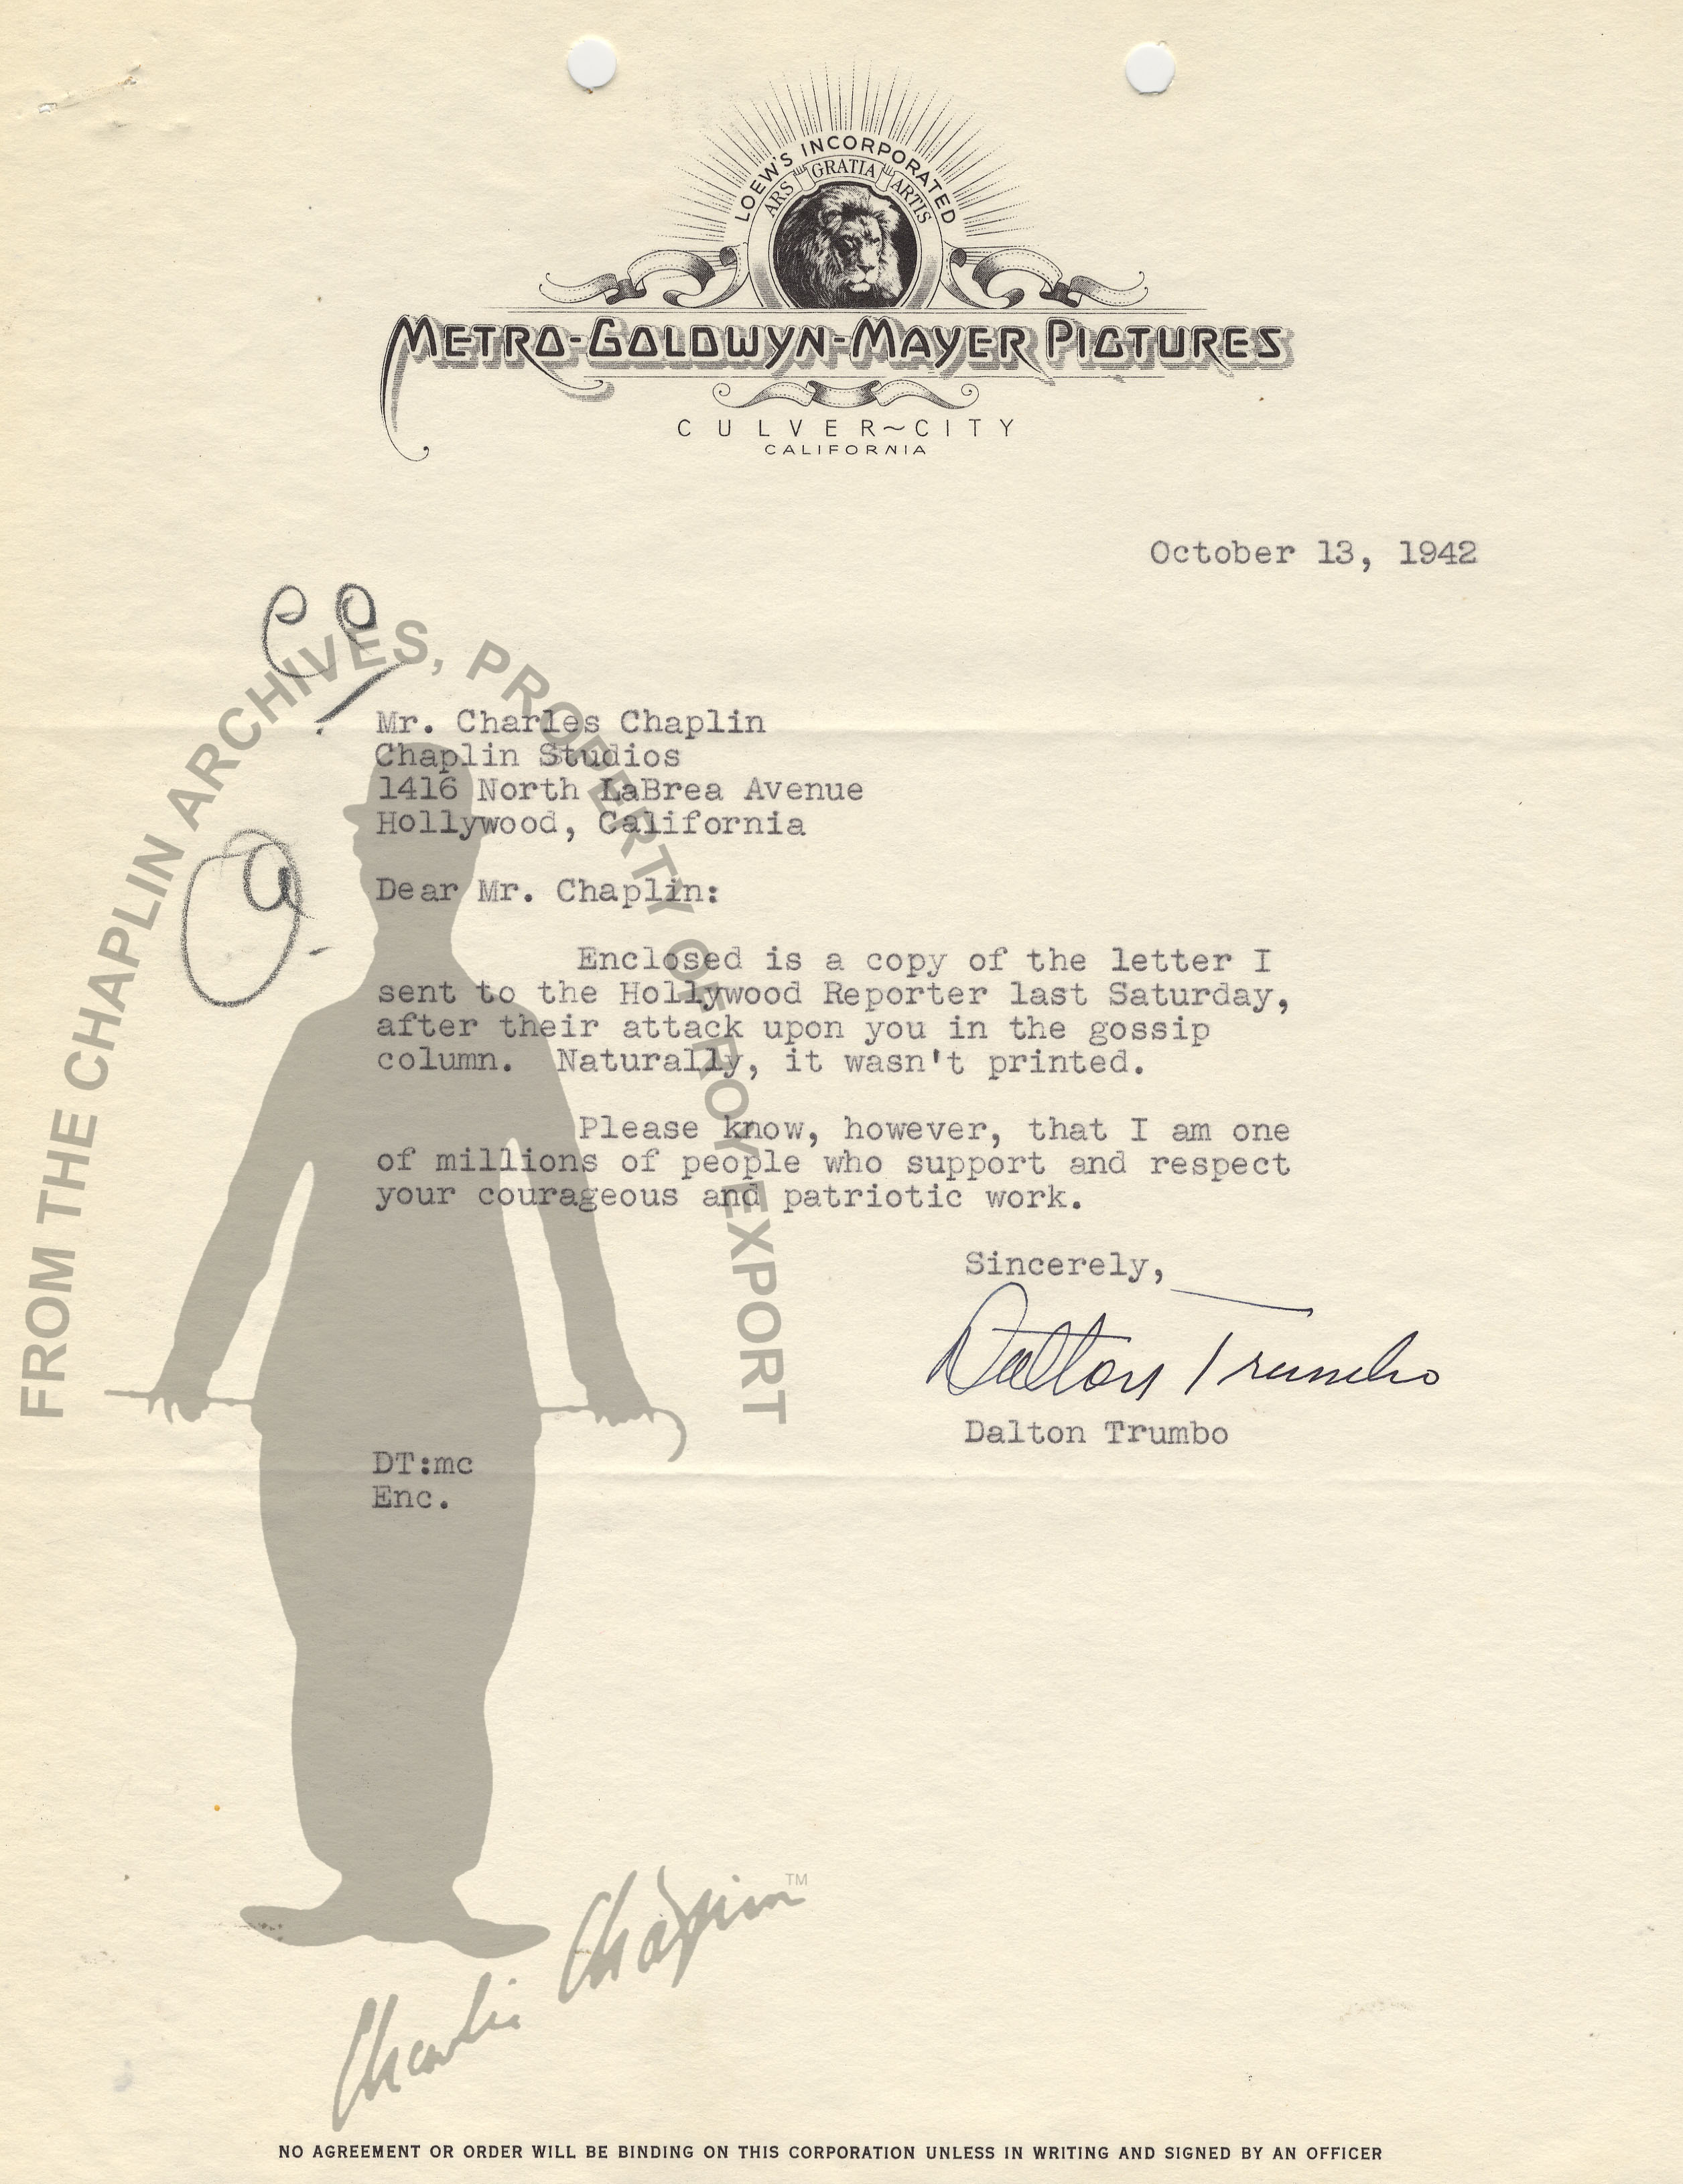 LOEW'S INCORPORATED
ARS GRATIA ARTIS
METRO-GOLDWYN-MAYER PICTURES
CULVER~CITY
CALIFORNIA
October 13, 1942
Mr. Charles Chaplin
Chaplin Studios
1416 North LaBrea Avenue
Hollywood, California
Dear Mr. Chaplin:
Enclosed is a copy of the letter I
sent to the Hollywood Reporter last Saturday,
after their attack upon you in the gossip
column. Naturally, it wasn't printed.
Please know, however, that I am one
of millions of people who support and respect
your courageous and patriotic work.
Sincerely,
Dalton Trumbo
Dalton Trumbo
DT:mc
Enc.
FROM THE CHAPLIN ARCHIVES, PROPERTY OF ROY EXPORT
Charlie Chaplin TM
NO AGREEMENT OR ORDER WILL BE BINDING ON THIS CORPORATION UNLESS IN WRITING AND SIGNED BY AN OFFICER